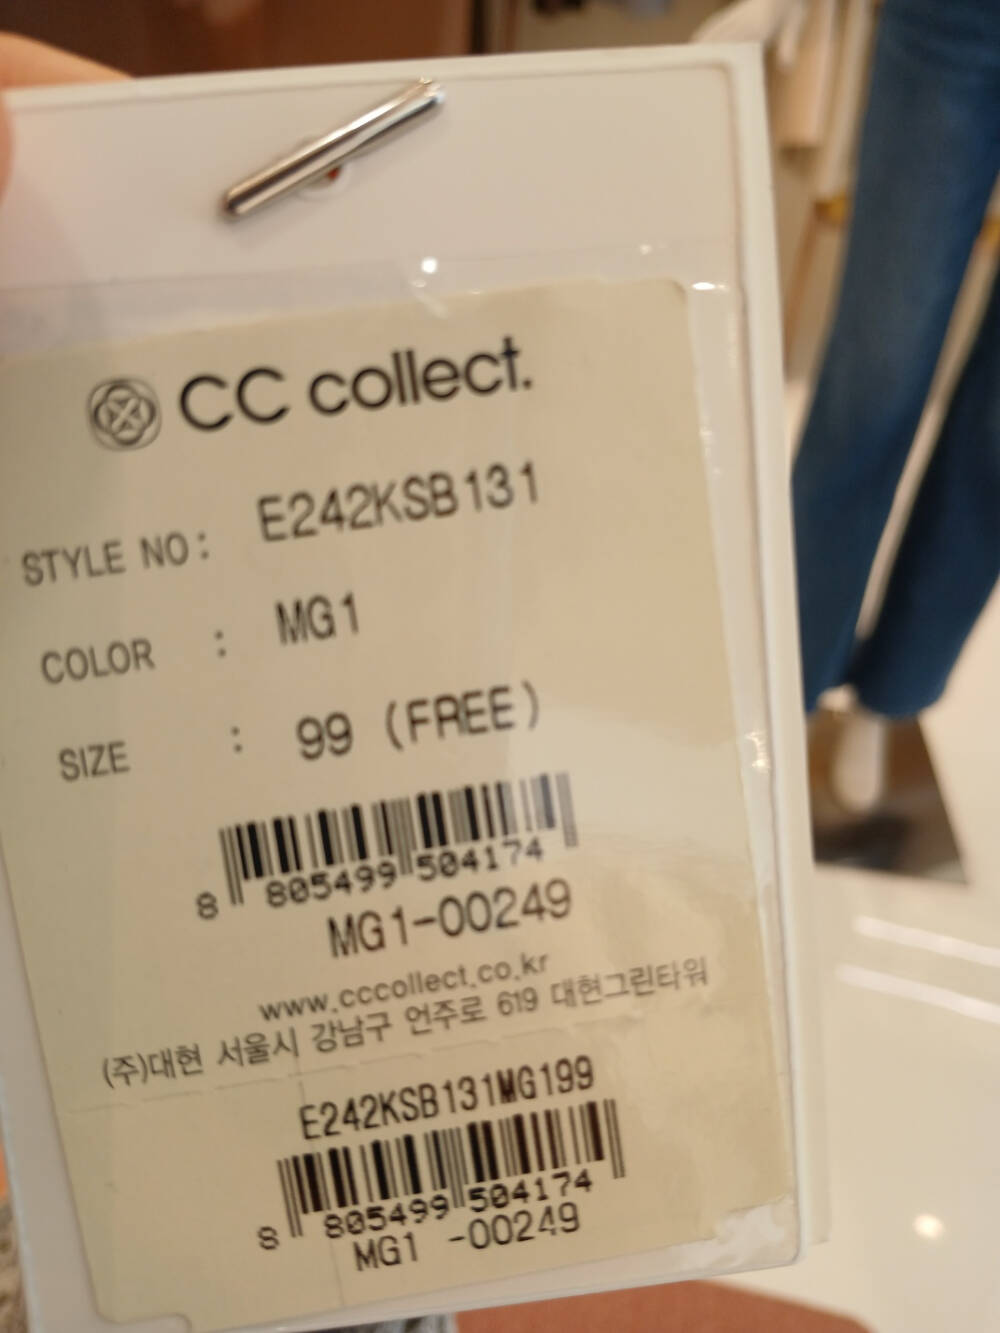 CC collect.
STYLE NO: E242KSB131
COLOR : MG1
SIZE : 99 (FREE)
8 805499 504174
MG1-00249
www.cccollect.co.kr
(주)대현 서울시 강남구 언주로 619 대현그린타워
E242KSB131MG199
8 805499 504174
MG1 -00249